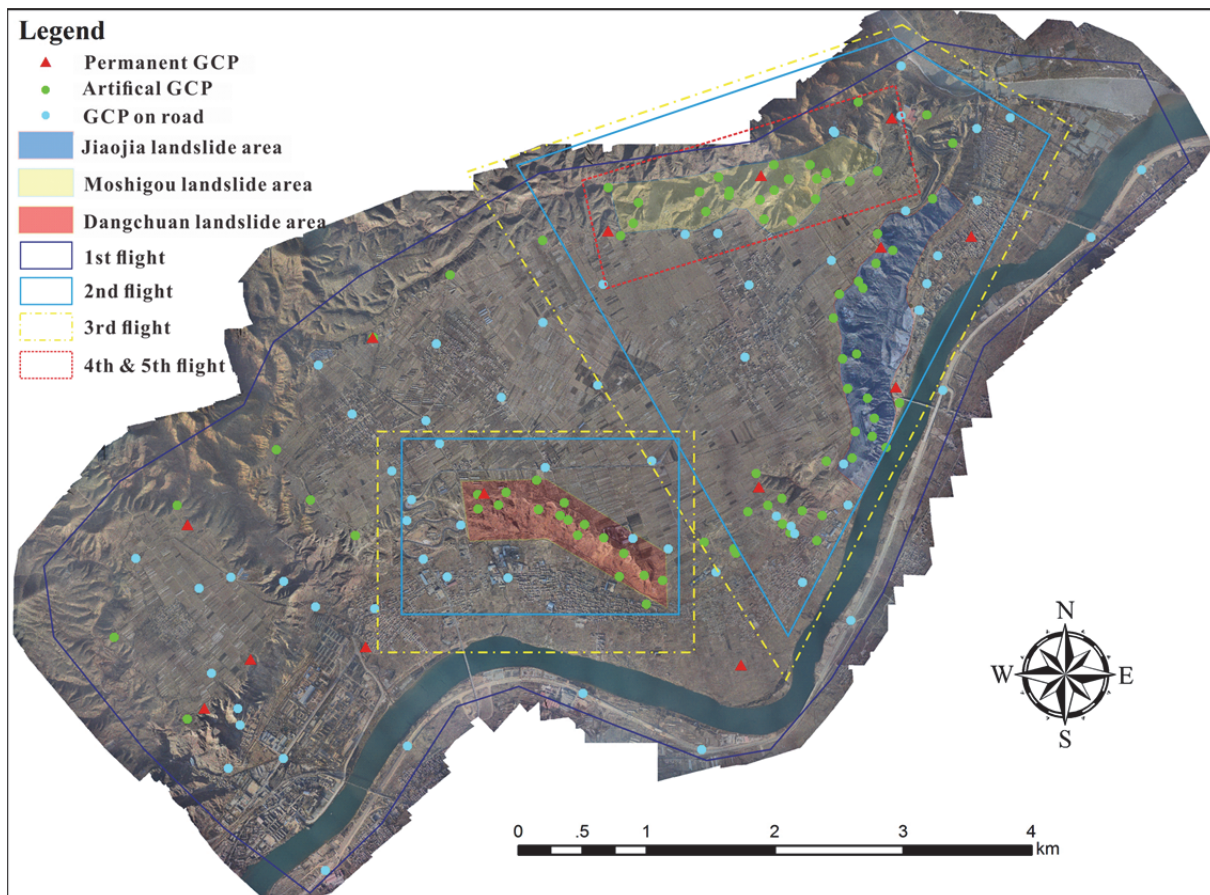 Legend
Permanent GCP
Artifical GCP
GCP on road
Jiaojia landslide area
Moshigou landslide area
Dangchuan landslide area
1st flight
2nd flight
3rd flight
4th & 5th flight
N
W E
S
0 .5 1 2 3 4
km